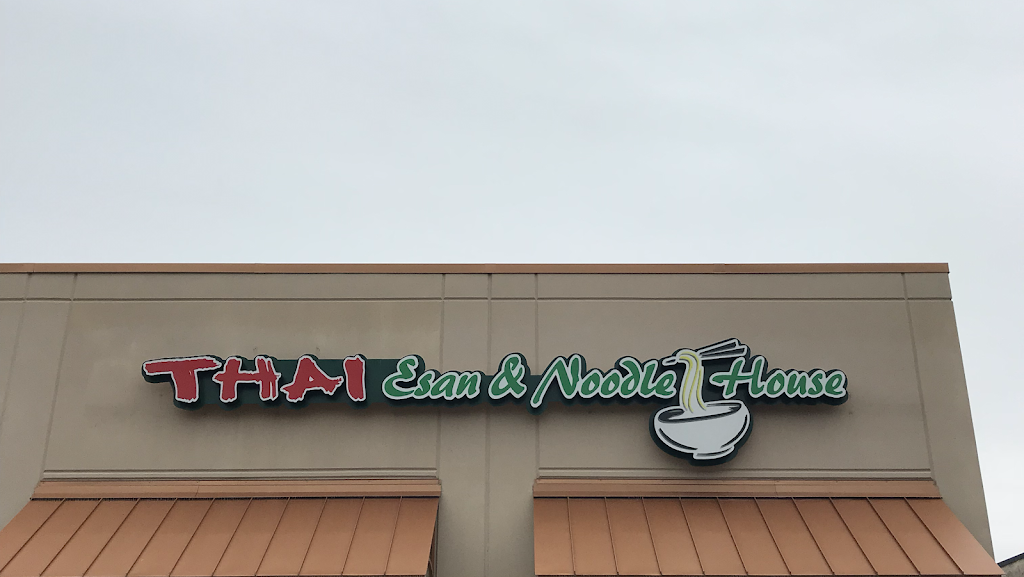 THAI Esan & Noodle House